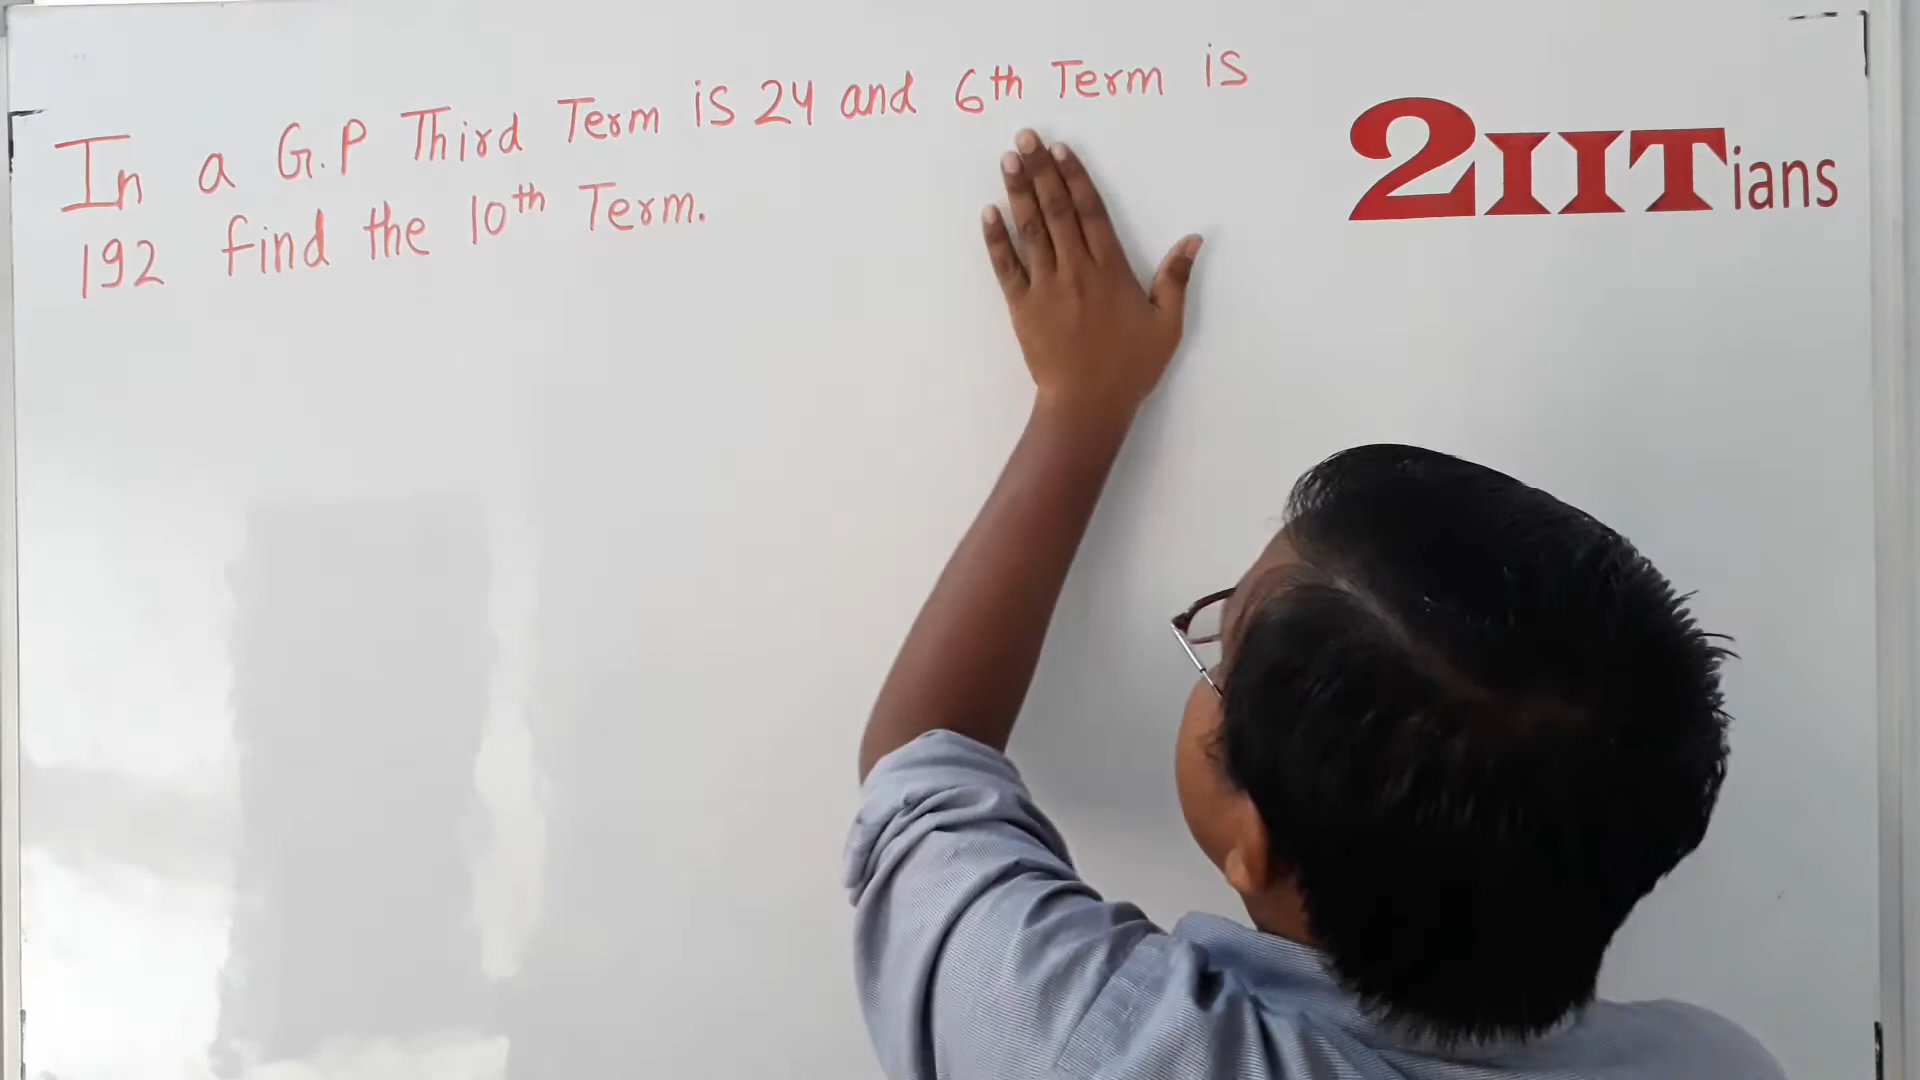 In a G.P Third Term is 24 and 6th Term is
192 find the 10th Term.
2IITians